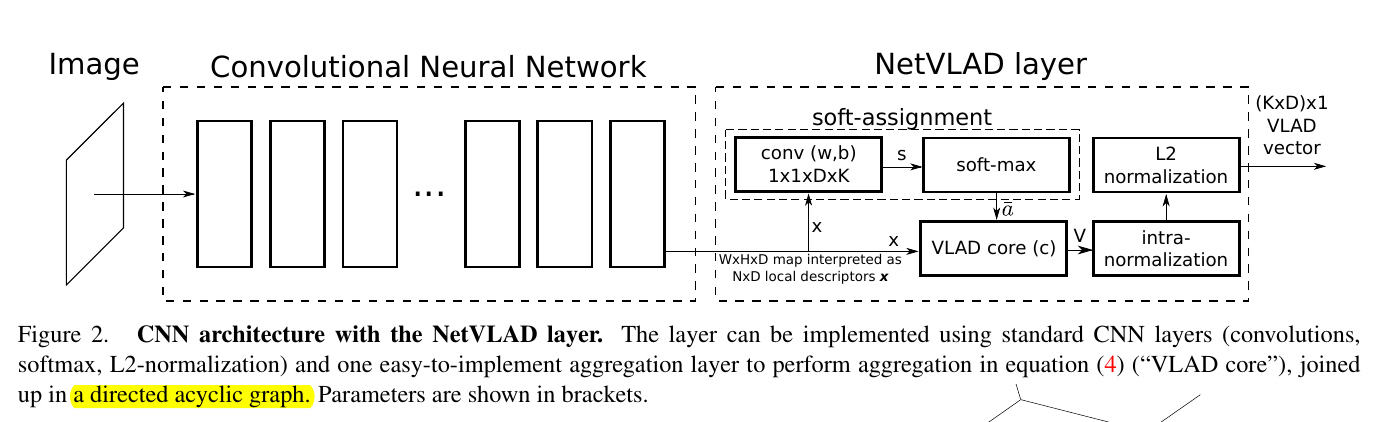 Image
Convolutional Neural Network
NetVLAD layer
(KxD)x1
VLAD
vector
soft-assignment
conv (w,b)
1x1xDxK
s
soft-max
L2
normalization
...
ā
x
x
VLAD core (c)
V
intra-
normalization
WxHxD map interpreted as
NxD local descriptors x
Figure 2. CNN architecture with the NetVLAD layer. The layer can be implemented using standard CNN layers (convolutions,
softmax, L2-normalization) and one easy-to-implement aggregation layer to perform aggregation in equation (4) (“VLAD core”), joined
up in a directed acyclic graph. Parameters are shown in brackets.